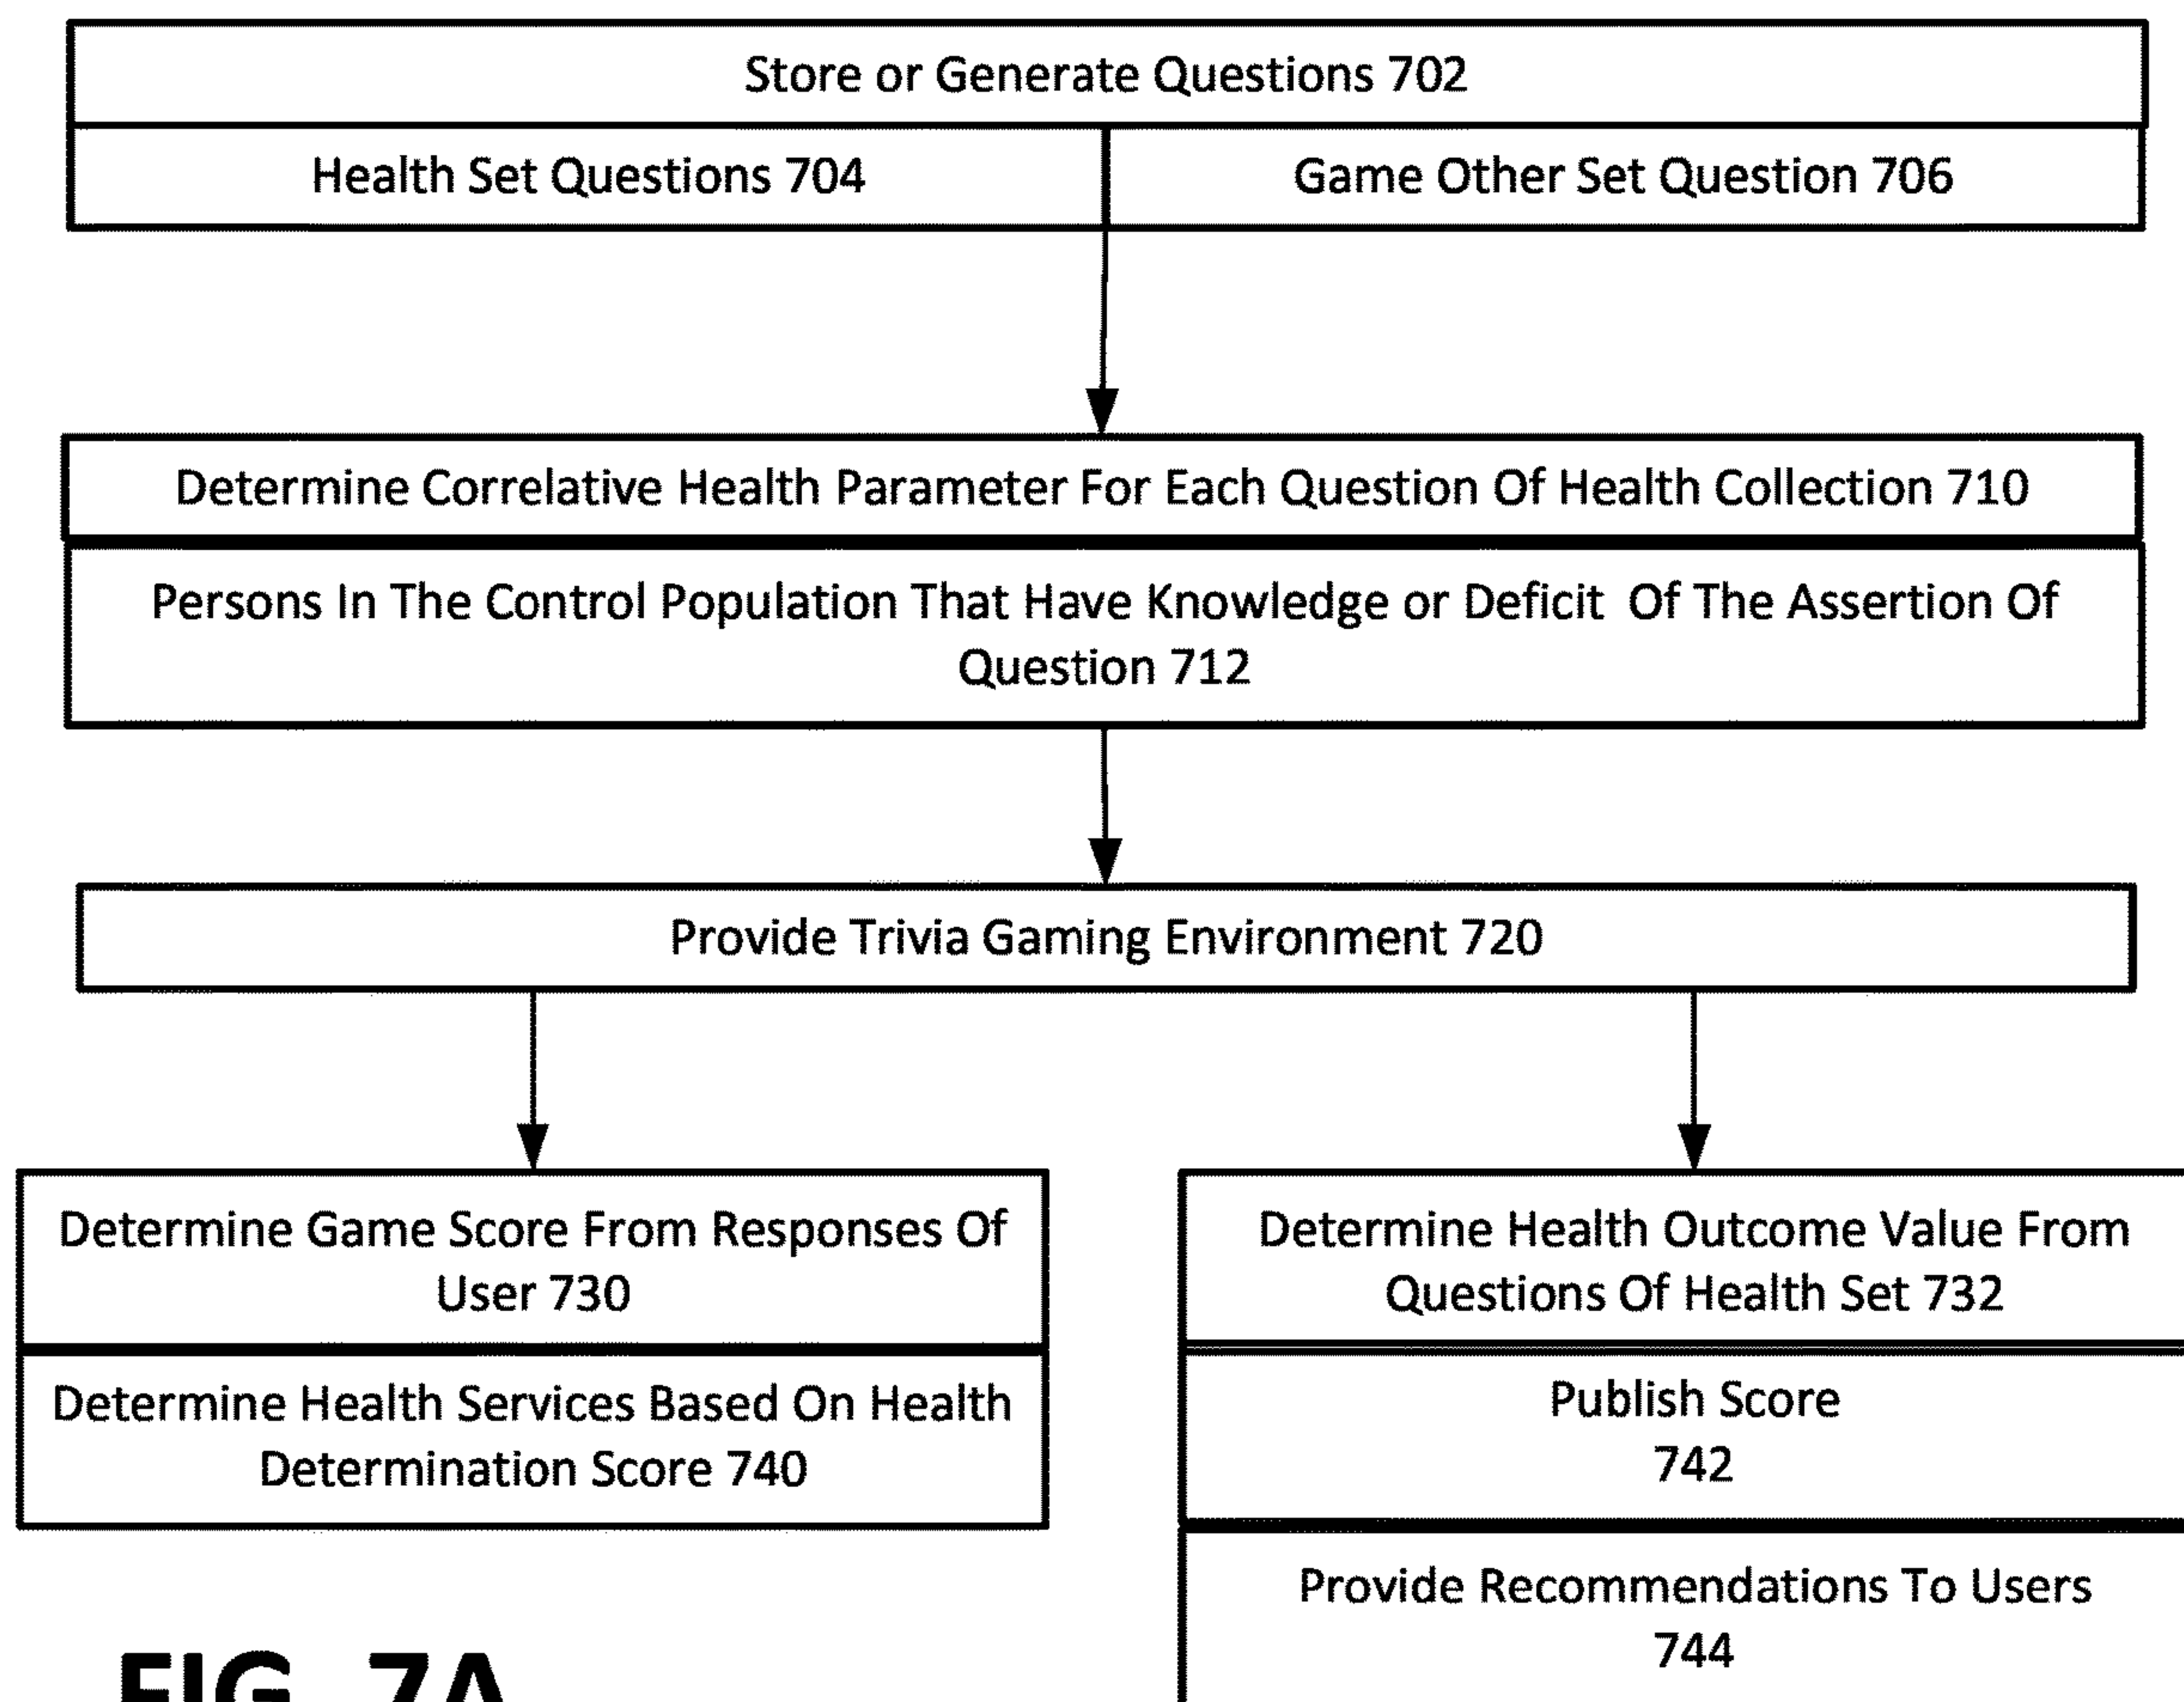 Store or Generate Questions 702
Health Set Questions 704
Game Other Set Question 706
Determine Correlative Health Parameter For Each Question Of Health Collection 710
Persons In The Control Population That Have Knowledge or Deficit Of The Assertion Of
Question 712
Provide Trivia Gaming Environment 720
Determine Game Score From Responses Of
User 730
Determine Health Services Based On Health
Determination Score 740
Determine Health Outcome Value From
Questions Of Health Set 732
Publish Score
742
Provide Recommendations To Users
744
FIG. 7A